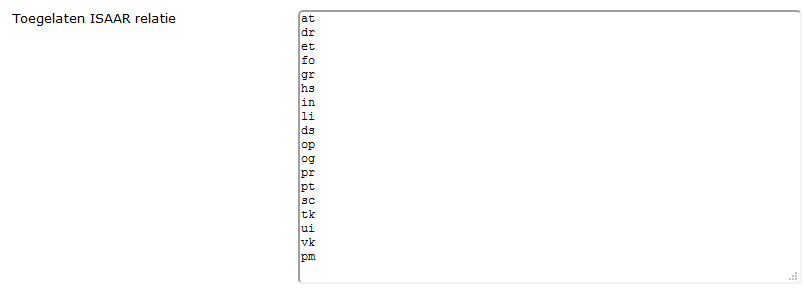 Toegelaten ISAAR relatie
at
dr
et
fo
gr
hs
in
li
ds
op
og
pr
pt
sc
tk
ui
vk
pm